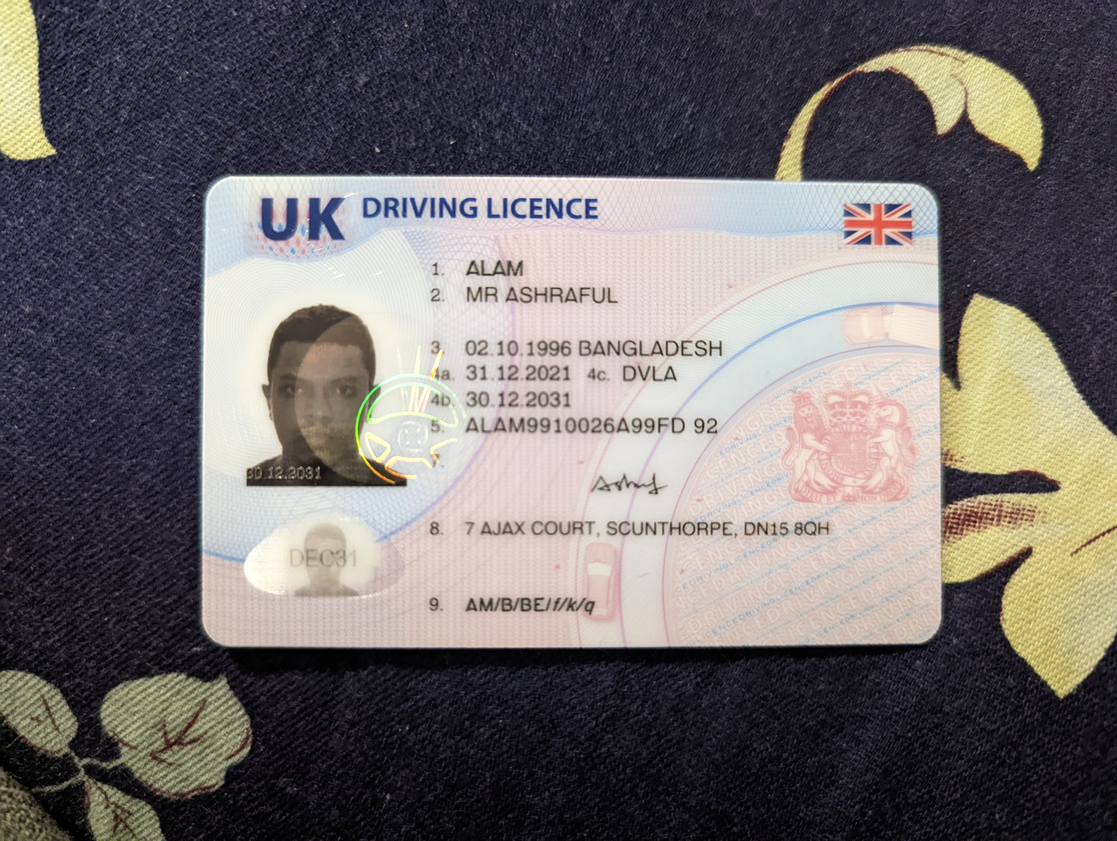 UK DRIVING LICENCE
1. ALAM
2. MR ASHRAFUL
3. 02.10.1996 BANGLADESH
4a. 31.12.2021 4c. DVLA
4b. 30.12.2031
5. ALAM9910026A99FD 92
30.12.2031
7.
8. 7 AJAX COURT, SCUNTHORPE, DN15 8QH
DEC31
9. AM/B/BE/f/k/q